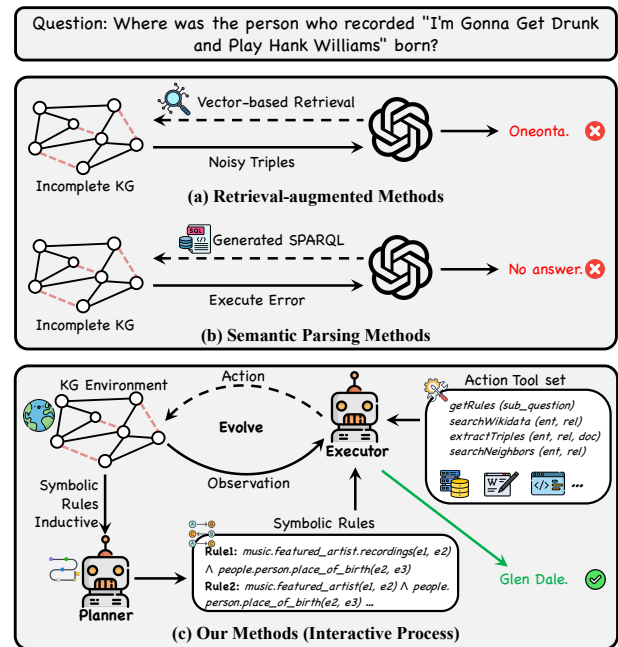 Question: Where was the person who recorded "I'm Gonna Get Drunk
and Play Hank Williams" born?
Vector-based Retrieval
Noisy Triples
Incomplete KG
Oneonta.
(a) Retrieval-augmented Methods
SQL
Generated SPARQL
Execute Error
Incomplete KG
No answer.
(b) Semantic Parsing Methods
KG Environment
Action
Evolve
Observation
Executor
Action Tool set
getRules (sub_question)
searchWikidata (ent, rel)
extractTriples (ent, rel, doc)
searchNeighbors (ent, rel)
W
...
Symbolic
Rules
Inductive
Planner
Symbolic Rules
Rule1: music.featured_artist.recordings(e1, e2)
∧ people.person.place_of_birth(e2, e3)
Rule2: music.featured_artist(e1, e2) ∧ people.
person.place_of_birth(e2, e3) ...
Glen Dale.
(c) Our Methods (Interactive Process)